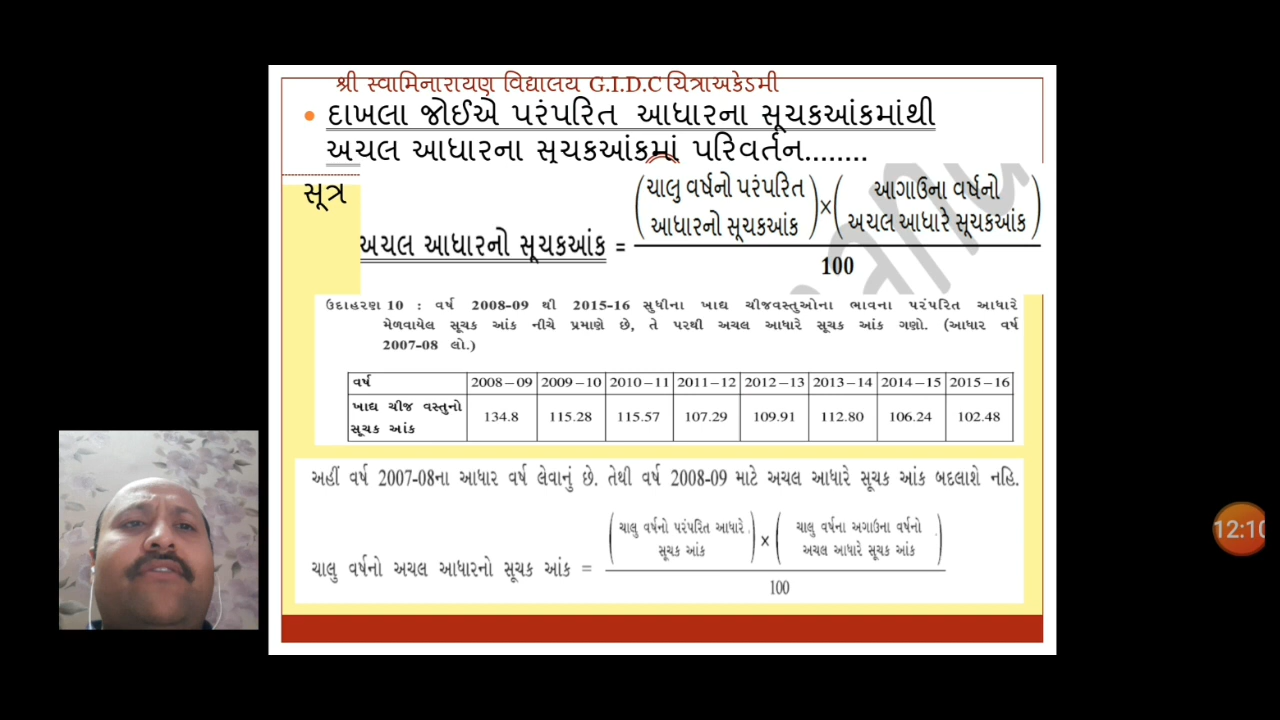 શ્રી સ્વામિનારાયણ વિદ્યાલય G.I.D.C ચિત્રાઅકેડમી
• દાખલા જોઈએ પરંપરિત આધારના સૂચકઆંકમાંથી
અચલ આધારના સૂચકઆંકમાં પરિવર્તન........
સૂત્ર
અચલ આધારનો સૂચકઆંક = (ચાલુ વર્ષનો પરંપરિત આધારનો સૂચકઆંક) × (આગાઉના વર્ષનો અચલ આધારે સૂચકઆંક)
100
ઉદાહરણ 10 : વર્ષ 2008-09 થી 2015-16 સુધીના ખાદ્ય ચીજવસ્તુઓના ભાવના પરંપરિત આધારે
મેળવાયેલ સૂચક આંક નીચે પ્રમાણે છે, તે પરથી અચલ આધારે સૂચક આંક ગણો. (આધાર વર્ષ
2007-08 લો.)
વર્ષ 2008–09 2009–10 2010–11 2011–12 2012–13 2013–14 2014–15 2015–16
ખાદ્ય ચીજ વસ્તુનો સૂચક આંક 134.8 115.28 115.57 107.29 109.91 112.80 106.24 102.48
અહીં વર્ષ 2007-08ના આધાર વર્ષ લેવાનું છે. તેથી વર્ષ 2008-09 માટે અચલ આધારે સૂચક આંક બદલાશે નહિ.
ચાલુ વર્ષનો અચલ આધારનો સૂચક આંક = (ચાલુ વર્ષનો પરંપરિત આધારે સૂચક આંક) × (ચાલુ વર્ષના અગાઉના વર્ષનો અચલ આધારે સૂચક આંક)
100
12:10